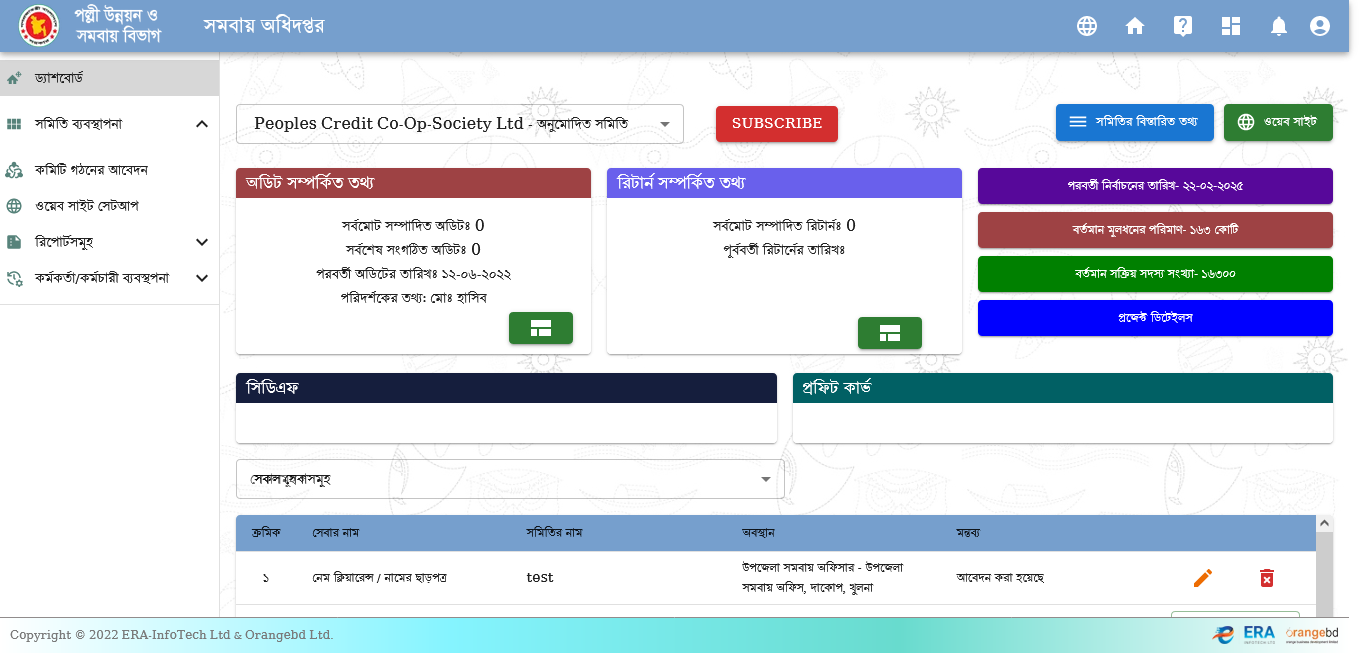 পল্লী উন্নয়ন ও
সমবায় বিভাগ
সমবায় অধিদপ্তর
ড্যাশবোর্ড
সমিতি ব্যবস্থাপনা
কমিটি গঠনের আবেদন
ওয়েব সাইট সেটআপ
রিপোর্টসমূহ
কর্মকর্তা/কর্মচারী ব্যবস্থপনা
Peoples Credit Co-Op-Society Ltd - অনুমোদিত সমিতি
SUBSCRIBE
সমিতির বিস্তারিত তথ্য
ওয়েব সাইট
অডিট সম্পর্কিত তথ্য
সর্বমোট সম্পাদিত অডিটঃ 0
সর্বশেষ সংগঠিত অডিটঃ 0
পরবর্তী অডিটের তারিখঃ ১২-০৬-২০২২
পরিদর্শকের তথ্য: মোঃ হাসিব
রিটার্ন সম্পর্কিত তথ্য
সর্বমোট সম্পাদিত রিটার্নঃ 0
পূর্ববর্তী রিটার্নের তারিখঃ
পরবর্তী নির্বাচনের তারিখ- ২২-০২-২০২৫
বর্তমান মূলধনের পরিমাণ- ১৬৩ কোটি
বর্তমান সক্রিয় সদস্য সংখ্যা- ১৬৩০০
প্রজেক্ট ডিটেইলস
সিডিএফ
প্রফিট কার্ভ
ক্রমিক সেবার নাম সমিতির নাম অবস্থান মন্তব্য
১ নেম ক্লিয়ারেন্স / নামের ছাড়পত্র test উপজেলা সমবায় অফিসার - উপজেলা আবেদন করা হয়েছে
সমবায় অফিস, দাকোপ, খুলনা
Copyright © 2022 ERA-InfoTech Ltd & Orangebd Ltd.
ERA
orangebd